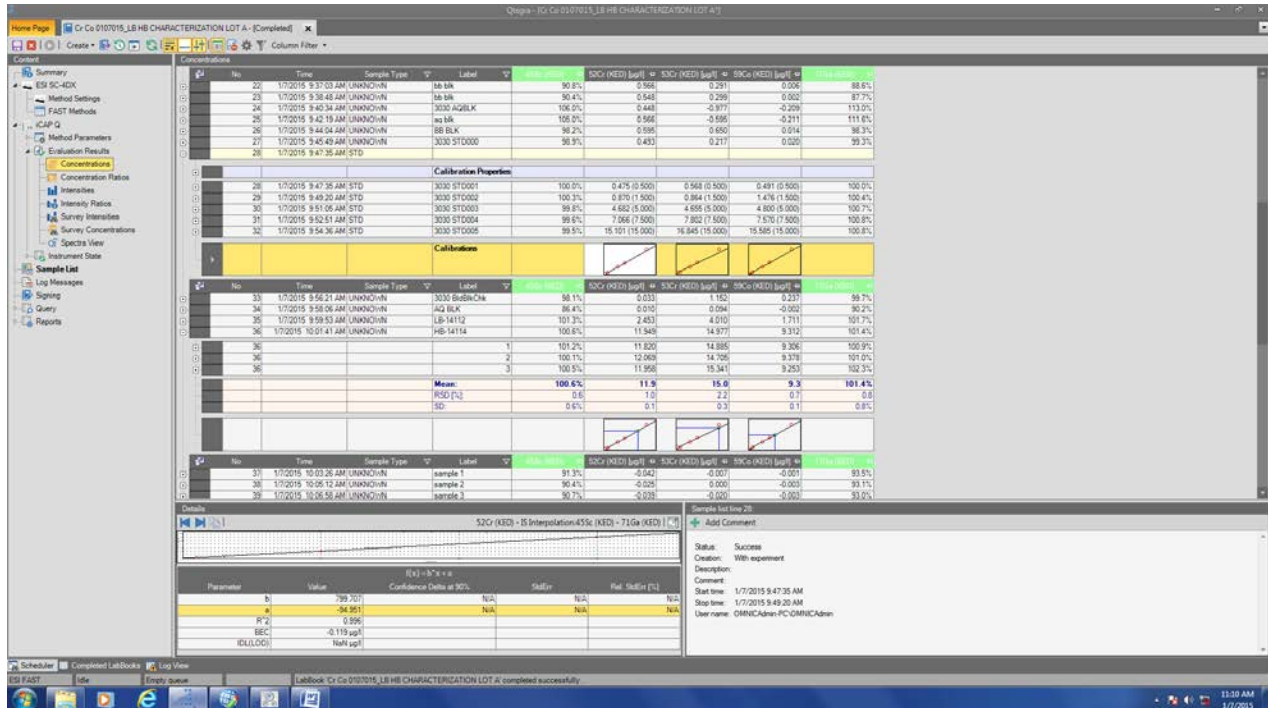 Qtegra - [Cr Co 0107015_LB HB CHARACTERIZATION LOT A*]
Home Page Cr Co 0107015_LB HB CHARACTERIZATION LOT A - [Completed] x
Create Column Filter
Content Concentrations
Summary
ESI SC-4DX
Method Settings
FAST Methods
iCAP Q
Method Parameters
Evaluation Results
Concentrations
Concentration Ratios
Intensities
Intensity Ratios
Survey Intensities
Survey Concentrations
Spectra View
Instrument State
Sample List
Log Messages
Signing
Query
Reports
No Time Sample Type Label 45Sc (KED) 52Cr (KED) [µg/l] 53Cr (KED) [µg/l] 59Co (KED) [µg/l] 71Ga (KED)
22 1/7/2015 9:37:03 AM UNKNOWN bb blk 90.8% 0.566 0.291 0.006 88.6%
23 1/7/2015 9:38:48 AM UNKNOWN bb blk 90.4% 0.548 0.299 0.002 87.7%
24 1/7/2015 9:40:34 AM UNKNOWN 3030 AQBLK 106.0% 0.448 -0.977 -0.209 113.0%
25 1/7/2015 9:42:19 AM UNKNOWN aq blk 105.0% 0.566 -0.595 -0.211 111.6%
26 1/7/2015 9:44:04 AM UNKNOWN BB BLK 98.2% 0.595 0.650 0.014 98.3%
27 1/7/2015 9:45:49 AM UNKNOWN 3030 STD000 98.9% 0.493 0.217 0.020 99.3%
28 1/7/2015 9:47:35 AM STD
Calibration Properties
28 1/7/2015 9:47:35 AM STD 3030 STD001 100.0% 0.475 (0.500) 0.568 (0.500) 0.491 (0.500) 100.0%
29 1/7/2015 9:49:20 AM STD 3030 STD002 100.3% 0.870 (1.500) 0.864 (1.500) 1.476 (1.500) 100.4%
30 1/7/2015 9:51:05 AM STD 3030 STD003 99.8% 4.682 (5.000) 4.655 (5.000) 4.800 (5.000) 100.7%
31 1/7/2015 9:52:51 AM STD 3030 STD004 99.6% 7.066 (7.500) 7.802 (7.500) 7.570 (7.500) 100.8%
32 1/7/2015 9:54:36 AM STD 3030 STD005 99.5% 15.101 (15.000) 16.845 (15.000) 15.585 (15.000) 100.8%
Calibrations
No Time Sample Type Label 45Sc (KED) 52Cr (KED) [µg/l] 53Cr (KED) [µg/l] 59Co (KED) [µg/l] 71Ga (KED)
33 1/7/2015 9:56:21 AM UNKNOWN 3030 BldBlkChk 98.1% 0.033 1.152 0.237 99.7%
34 1/7/2015 9:58:06 AM UNKNOWN AQ BLK 86.4% 0.010 0.094 -0.002 90.2%
35 1/7/2015 9:59:53 AM UNKNOWN LB-14112 101.3% 2.453 4.010 1.711 101.7%
36 1/7/2015 10:01:41 AM UNKNOWN HB-14114 100.6% 11.949 14.977 9.312 101.4%
36 1 101.2% 11.820 14.885 9.306 100.9%
36 2 100.1% 12.069 14.705 9.378 101.0%
36 3 100.5% 11.958 15.341 9.253 102.3%
Mean: 100.6% 11.9 15.0 9.3 101.4%
RSD [%]: 0.6 1.0 2.2 0.7 0.8
SD: 0.6% 0.1 0.3 0.1 0.8%
No Time Sample Type Label 45Sc (KED) 52Cr (KED) [µg/l] 53Cr (KED) [µg/l] 59Co (KED) [µg/l] 71Ga (KED)
37 1/7/2015 10:03:26 AM UNKNOWN sample 1 91.3% -0.042 -0.007 -0.001 93.5%
38 1/7/2015 10:05:12 AM UNKNOWN sample 2 90.4% -0.025 0.000 -0.003 93.1%
39 1/7/2015 10:06:58 AM UNKNOWN sample 3 90.7% -0.039 -0.020 -0.003 93.0%
Details
52Cr (KED) - IS Interpolation:45Sc (KED) - 71Ga (KED)
f(x) = b*x + a
Parameter Value Confidence Delta at 90% StdErr Rel. StdErr [%]
b 799.707 N/A N/A N/A
a -94.951 N/A N/A N/A
R^2 0.996
BEC -0.119 µg/l
IDL(LOD) NaN µg/l
Sample list line 28:
Add Comment
Status: Success
Creation: With experiment
Description:
Comment:
Start time: 1/7/2015 9:47:35 AM
Stop time: 1/7/2015 9:49:20 AM
User name: OMNICAdmin-PC\OMNICAdmin
Scheduler Completed LabBooks Log View
ESI FAST Idle Empty queue LabBook 'Cr Co 0107015_LB HB CHARACTERIZATION LOT A' completed successfully
11:10 AM
1/7/2015